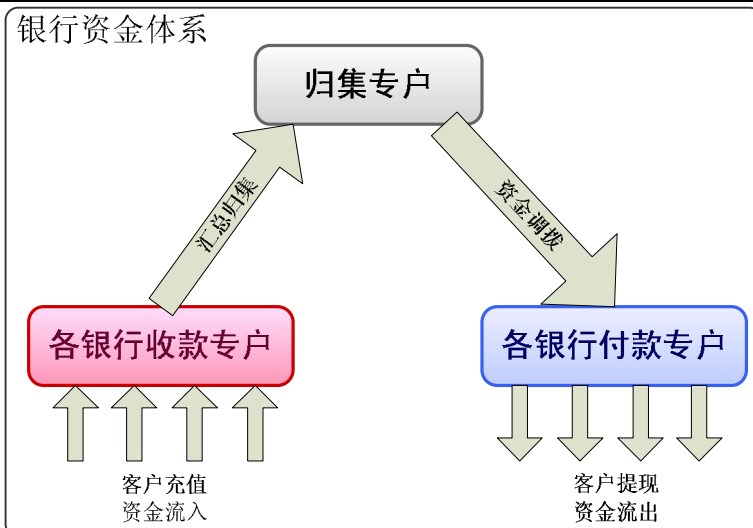 银行资金体系
归集专户
汇总归集
资金调拨
各银行收款专户
各银行付款专户
客户充值
资金流入
客户提现
资金流出